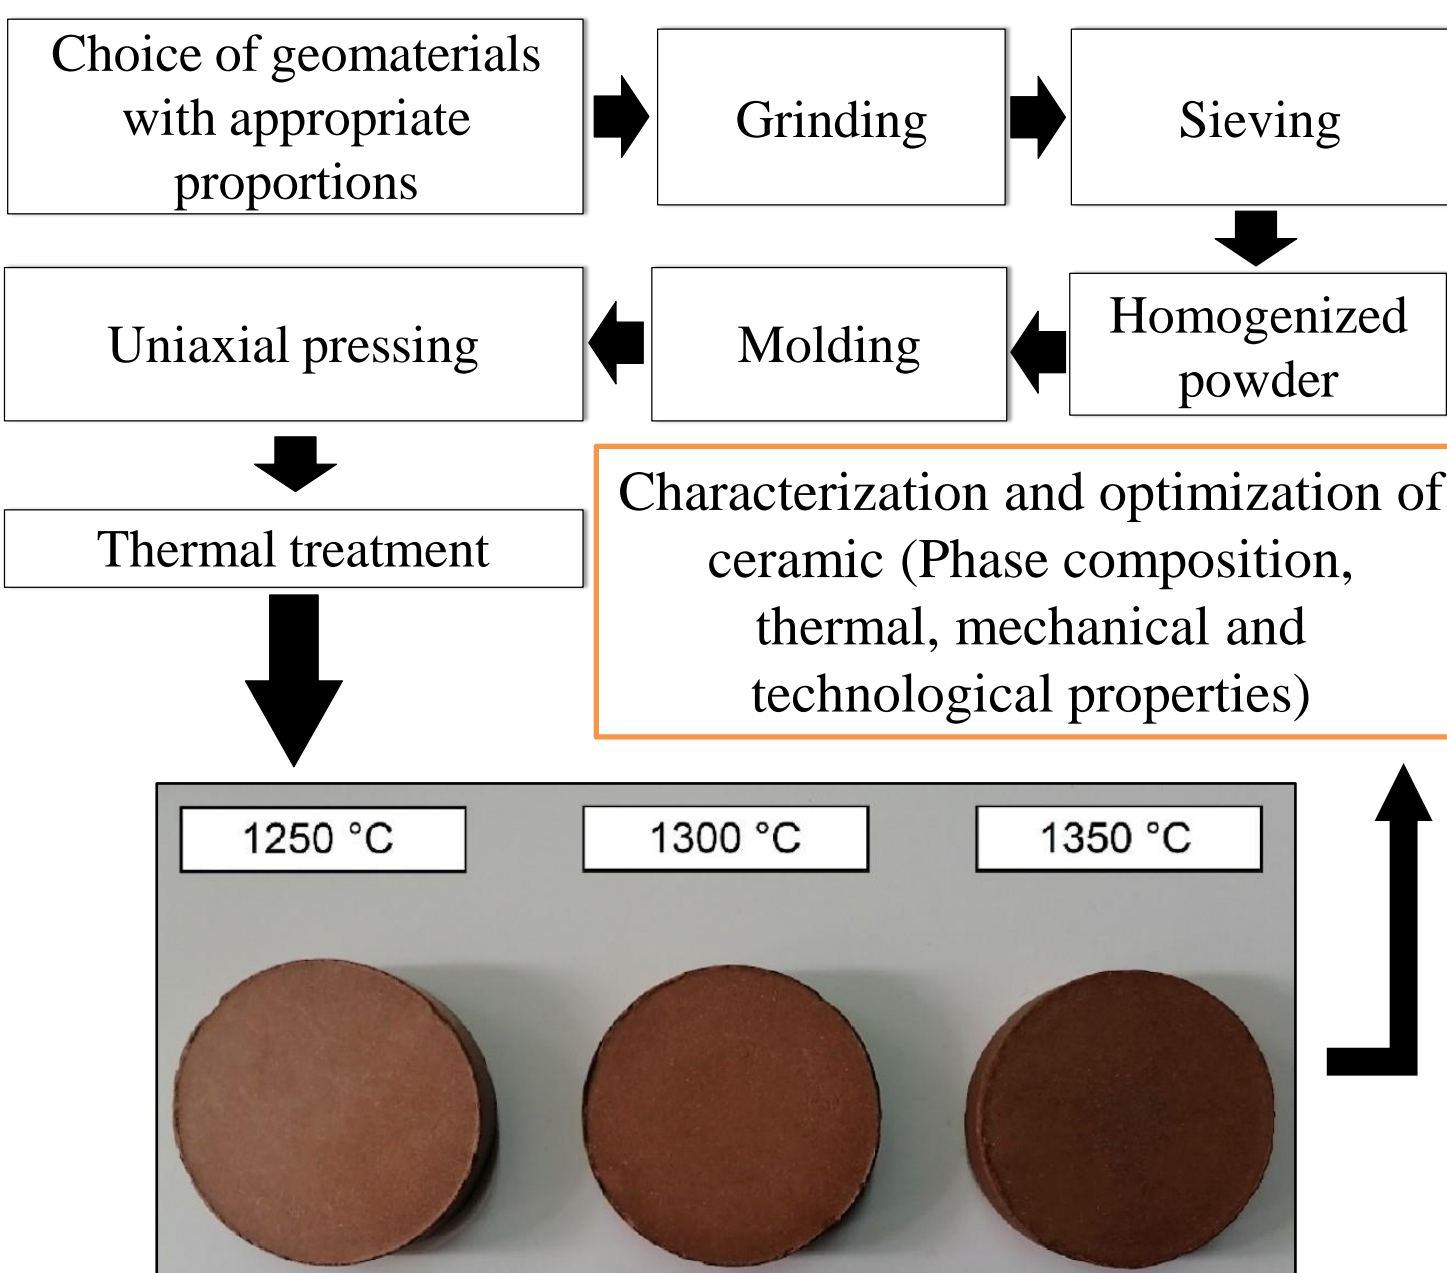 Choice of geomaterials
with appropriate
proportions
Grinding
Sieving
Homogenized
powder
Molding
Uniaxial pressing
Thermal treatment
Characterization and optimization of
ceramic (Phase composition,
thermal, mechanical and
technological properties)
1250 °C
1300 °C
1350 °C